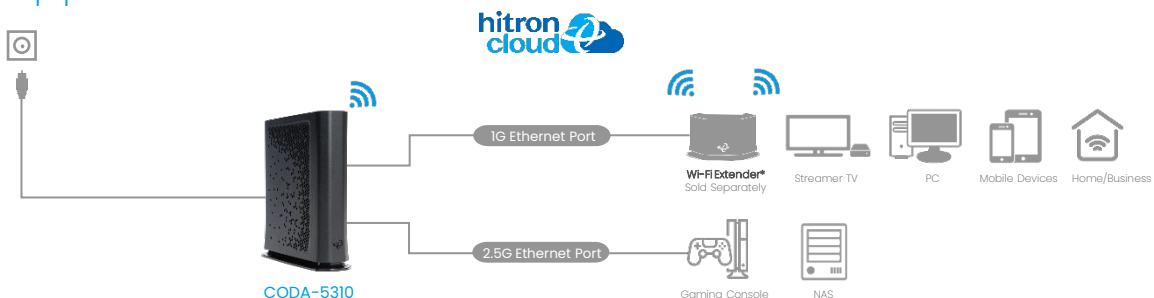 hitron
cloud
1G Ethernet Port
Wi-Fi Extender*
Sold Separately
Streamer TV
PC
Mobile Devices
Home/Business
2.5G Ethernet Port
CODA-5310
Gaming Console
NAS